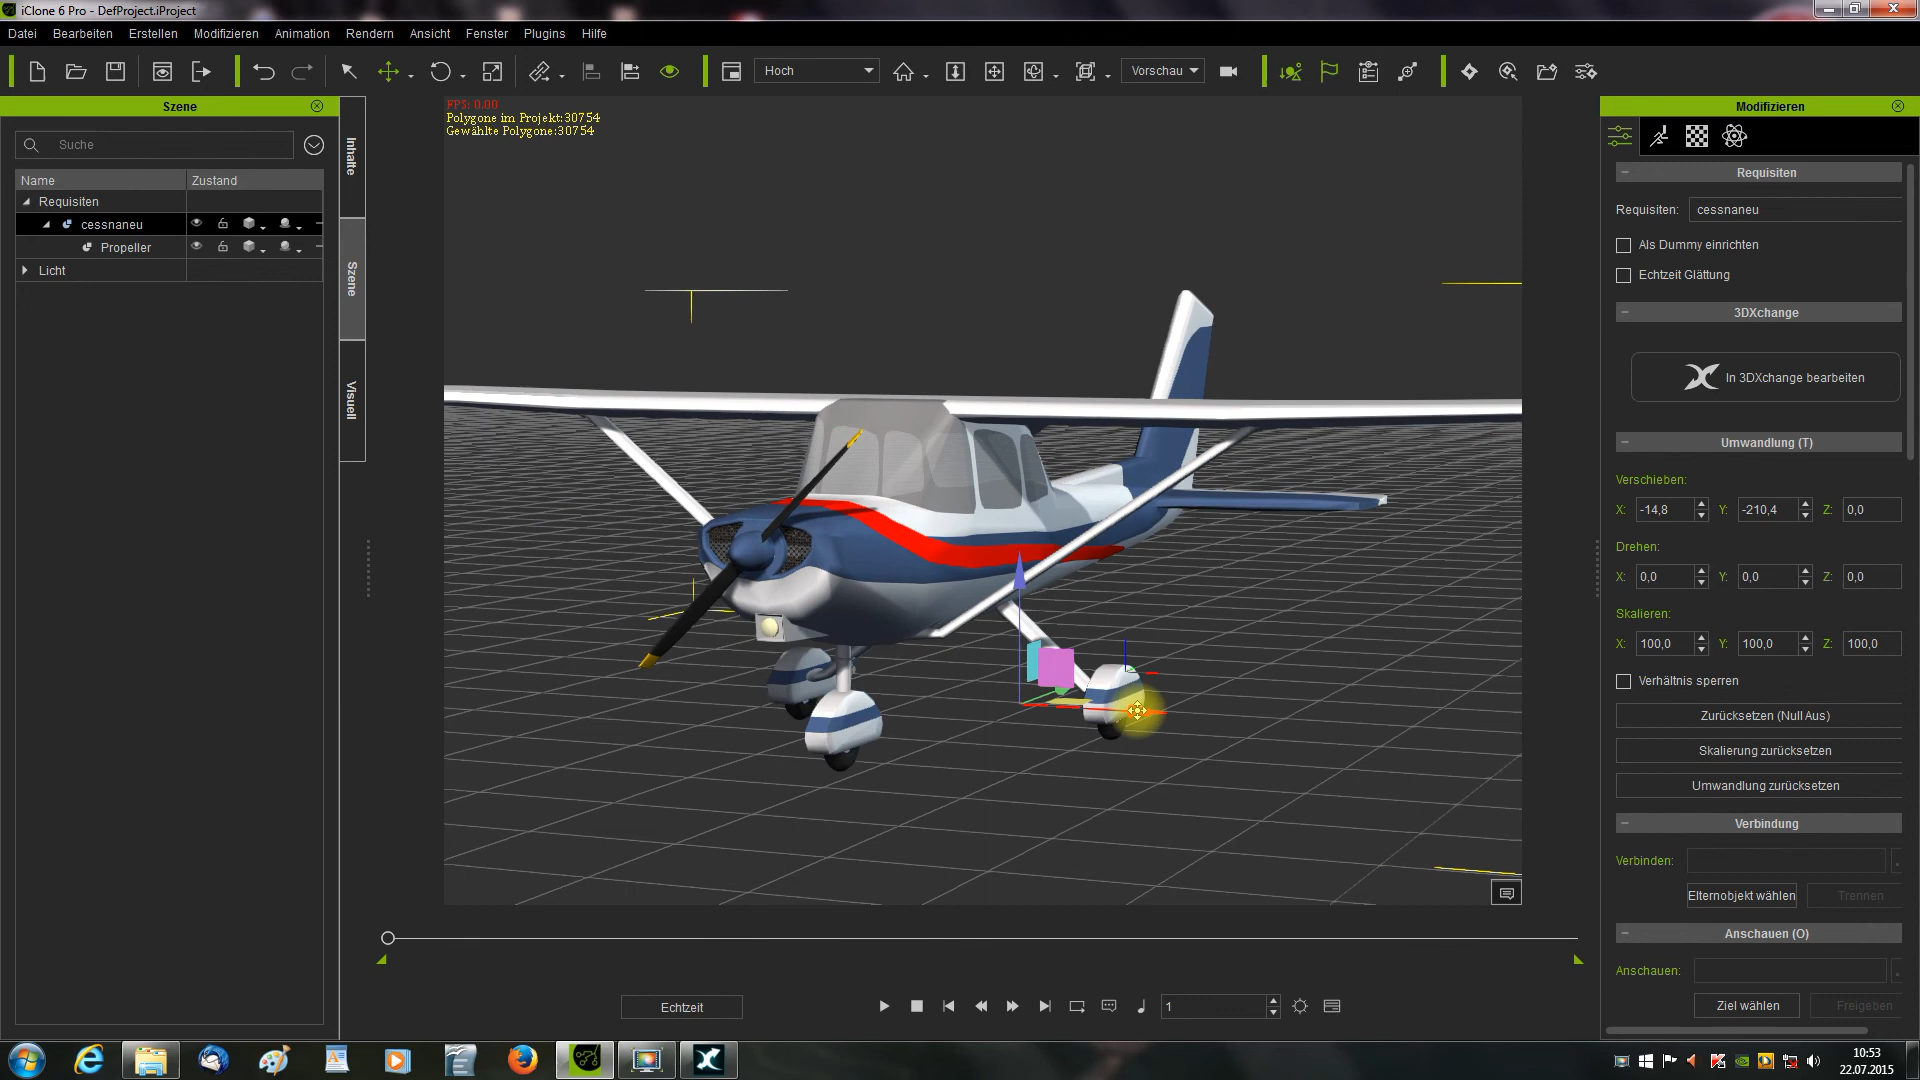 iClone 6 Pro - DefProject.iProject
Datei Bearbeiten Erstellen Modifizieren Animation Rendern Ansicht Fenster Plugins Hilfe
Hoch Vorschau
Szene
Suche
Name Zustand
Requisiten
cessnaneu
Propeller
Licht
Inhalte
Szene
Visuell
FPS: 0.00
Polygone im Projekt:30754
Gewählte Polygone:30754
Modifizieren
Requisiten
Requisiten: cessnaneu
Als Dummy einrichten
Echtzeit Glättung
3DXchange
In 3DXchange bearbeiten
Umwandlung (T)
Verschieben:
X: -14,8 Y: -210,4 Z: 0,0
Drehen:
X: 0,0 Y: 0,0 Z: 0,0
Skalieren:
X: 100,0 Y: 100,0 Z: 100,0
Verhältnis sperren
Zurücksetzen (Null Aus)
Skalierung zurücksetzen
Umwandlung zurücksetzen
Verbindung
Verbinden:
Elternobjekt wählen Trennen
Anschauen (O)
Anschauen:
Ziel wählen Freigeben
Echtzeit 1
10:53
22.07.2015